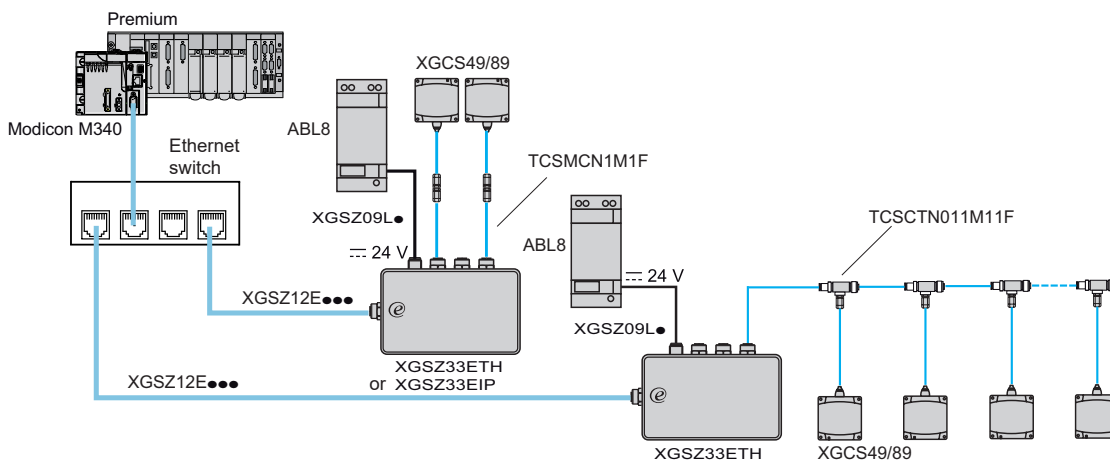 Premium
Modicon M340
Ethernet
switch
XGCS49/89
ABL8
TCSMCN1M1F
XGSZ09L●
24 V
XGSZ12E●●●
e
XGSZ33ETH
or XGSZ33EIP
ABL8
24 V
TCSCTN011M11F
XGSZ09L●
XGSZ12E●●●
e
XGSZ33ETH
XGCS49/89